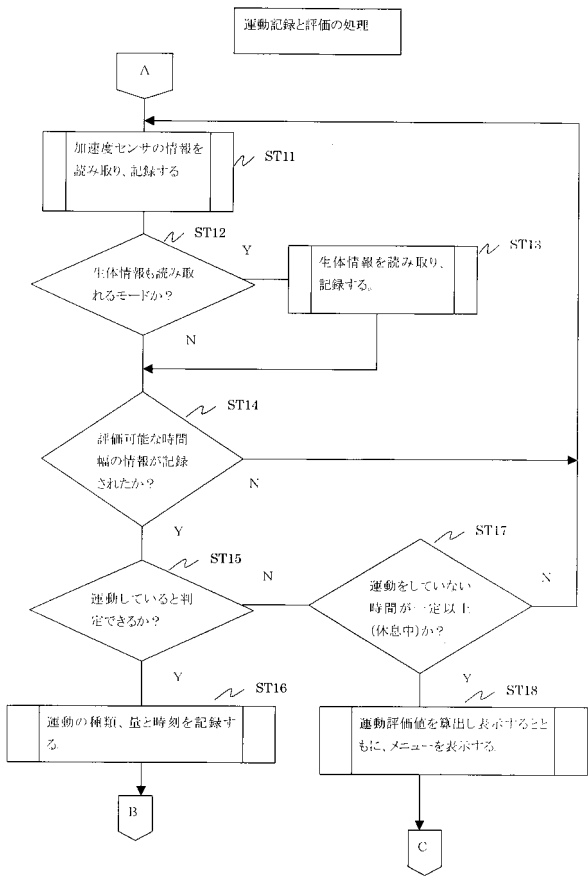 運動記録と評価の処理
A
加速度センサの情報を
読み取り、記録する
ST11
ST12
生体情報も読み取
れるモードか?
Y
ST13
生体情報を読み取り、
記録する。
N
ST14
評価可能な時間
幅の情報が記録
されたか?
N
Y
ST15
運動していると判
定できるか?
N
ST17
運動をしていない
時間が一定以上
(休息中)か?
N
Y
ST16
運動の種類、量と時刻を記録す
る。
Y
ST18
運動評価値を算出し表示するとと
もに、メニューを表示する。
B
C